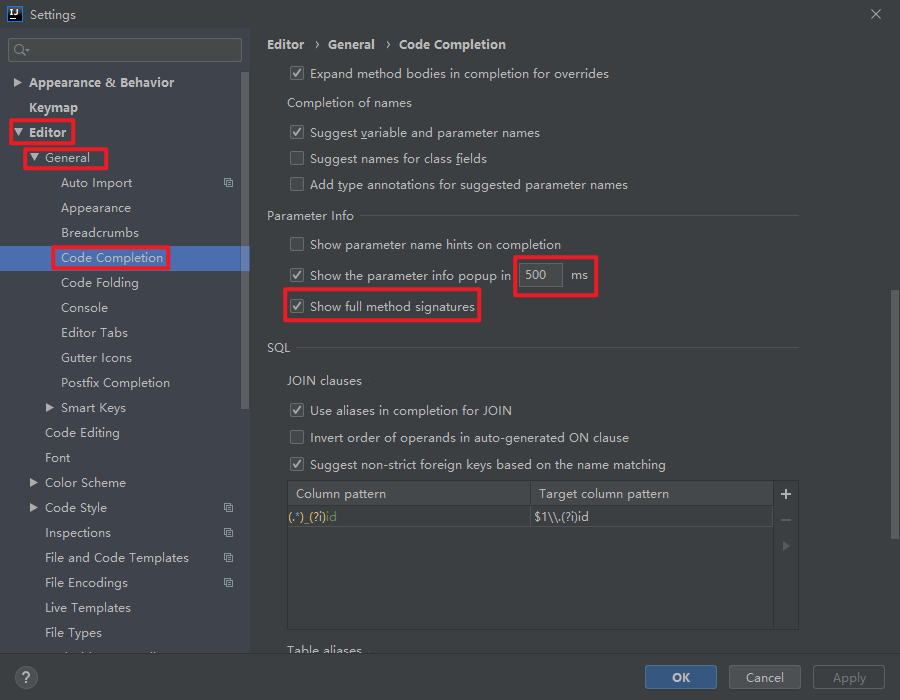 IJ
Settings
Appearance & Behavior
Keymap
Editor
General
Auto Import
Appearance
Breadcrumbs
Code Completion
Code Folding
Console
Editor Tabs
Gutter Icons
Postfix Completion
Smart Keys
Code Editing
Font
Color Scheme
Code Style
Inspections
File and Code Templates
File Encodings
Live Templates
File Types
Editor › General › Code Completion
Expand method bodies in completion for overrides
Completion of names
Suggest variable and parameter names
Suggest names for class fields
Add type annotations for suggested parameter names
Parameter Info
Show parameter name hints on completion
Show the parameter info popup in 500 ms
Show full method signatures
SQL
JOIN clauses
Use aliases in completion for JOIN
Invert order of operands in auto-generated ON clause
Suggest non-strict foreign keys based on the name matching
Column pattern Target column pattern
(.*)_(?i)id $1\\.(?i)id
Table aliases
? OK Cancel Apply